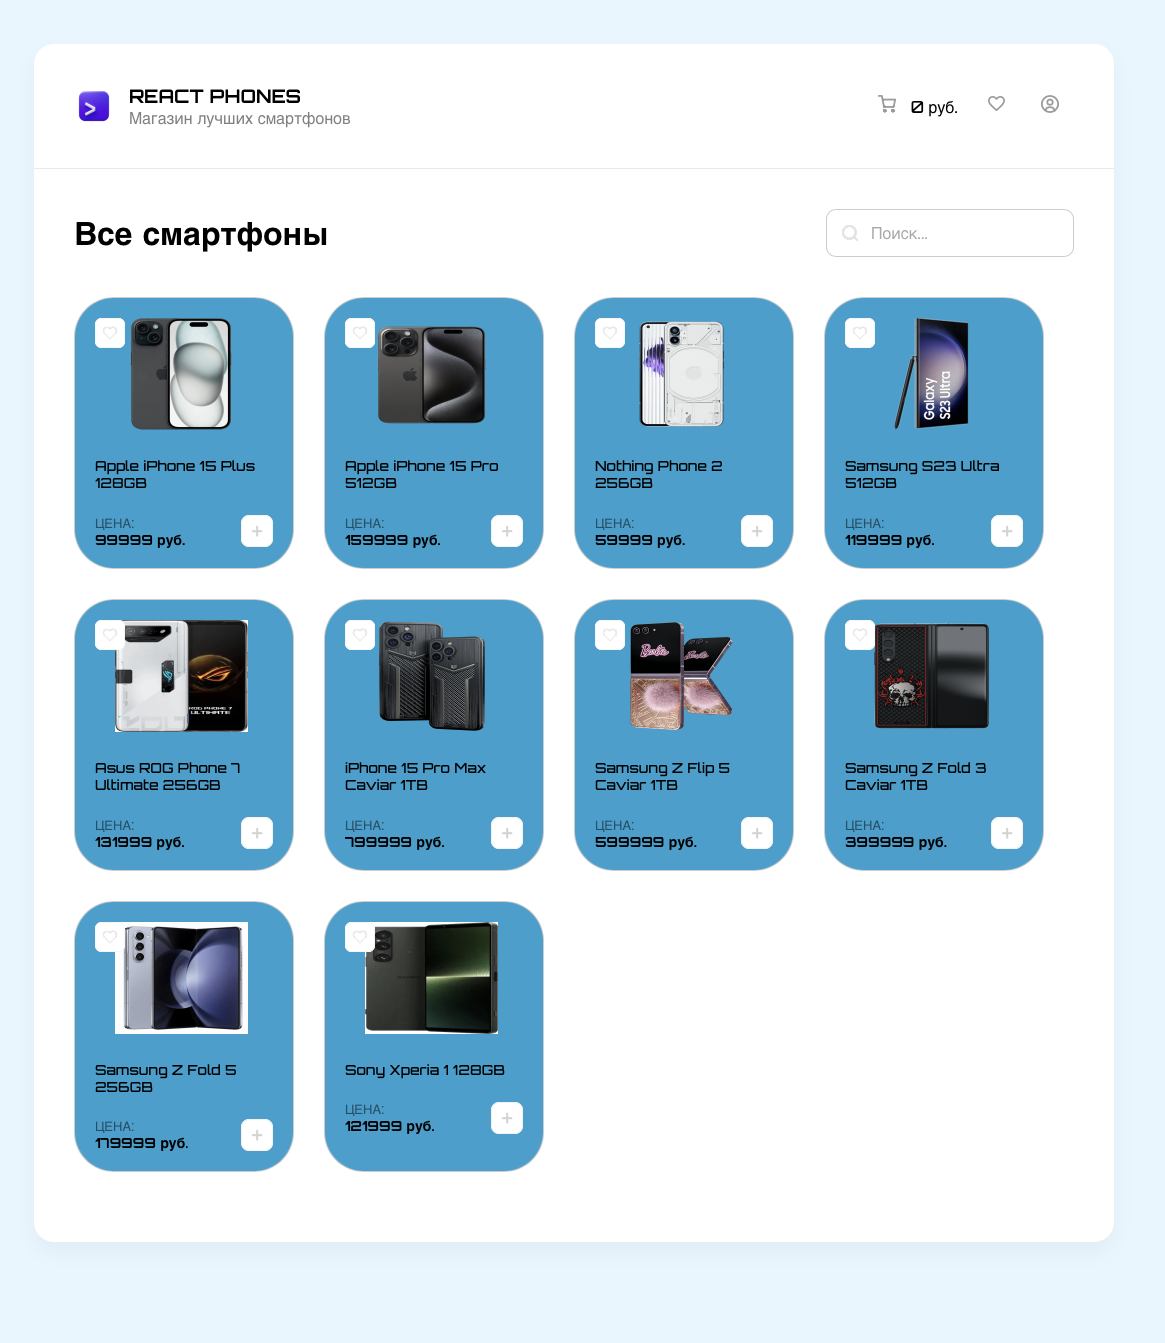 REACT PHONES
Магазин лучших смартфонов
0 руб.
Все смартфоны
Поиск...
Apple iPhone 15 Plus
128GB
ЦЕНА:
99999 руб.
Apple iPhone 15 Pro
512GB
ЦЕНА:
159999 руб.
Nothing Phone 2
256GB
ЦЕНА:
59999 руб.
Galaxy
S23 Ultra
Samsung S23 Ultra
512GB
ЦЕНА:
119999 руб.
ROG PHONE 7
ULTIMATE
Asus ROG Phone 7
Ultimate 256GB
ЦЕНА:
131999 руб.
iPhone 15 Pro Max
Caviar 1TB
ЦЕНА:
799999 руб.
Barbie
Barbie
Samsung Z Flip 5
Caviar 1TB
ЦЕНА:
599999 руб.
Samsung Z Fold 3
Caviar 1TB
ЦЕНА:
399999 руб.
Samsung Z Fold 5
256GB
ЦЕНА:
179999 руб.
Sony Xperia 1 128GB
ЦЕНА:
121999 руб.